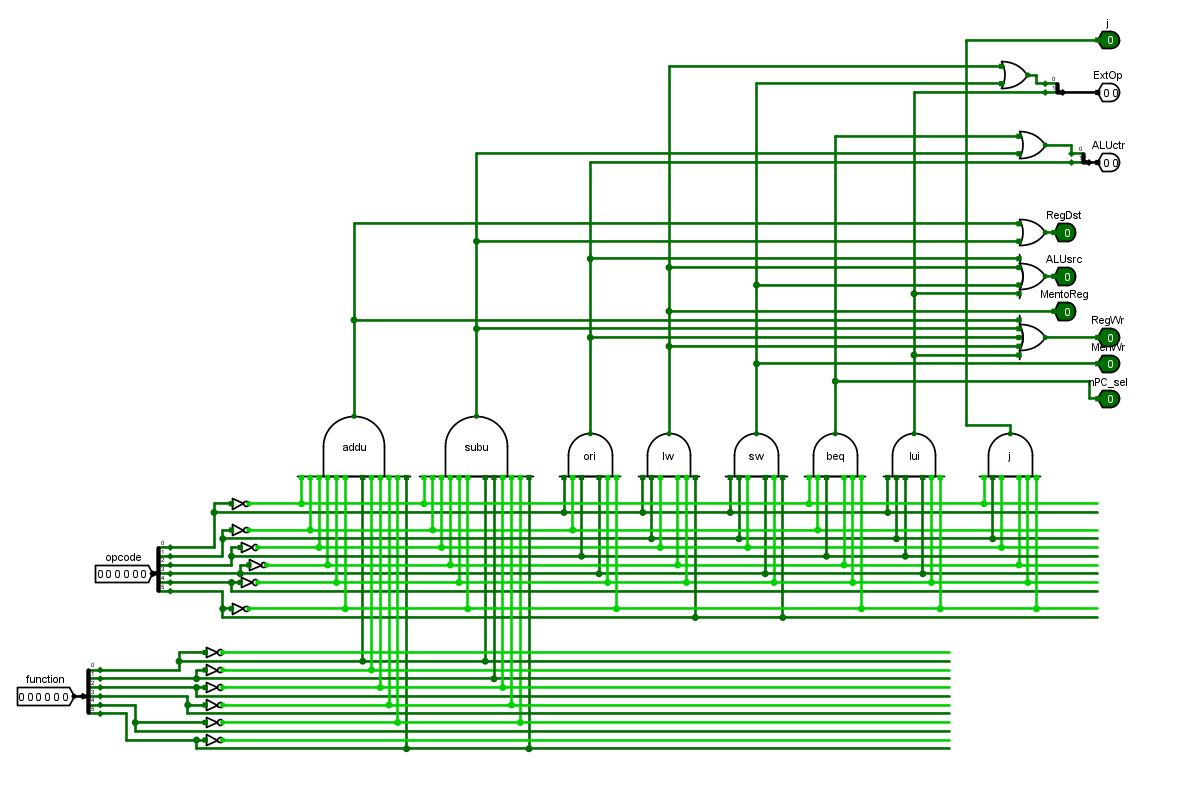 j
0
ExtOp
0 0
ALUctr
0 0
RegDst
0
ALUsrc
0
MentoReg
0
RegWr
0
MenWr
0
nPC_sel
0
addu
subu
ori
lw
sw
beq
lui
j
opcode
0 0 0 0 0 0
function
0 0 0 0 0 0